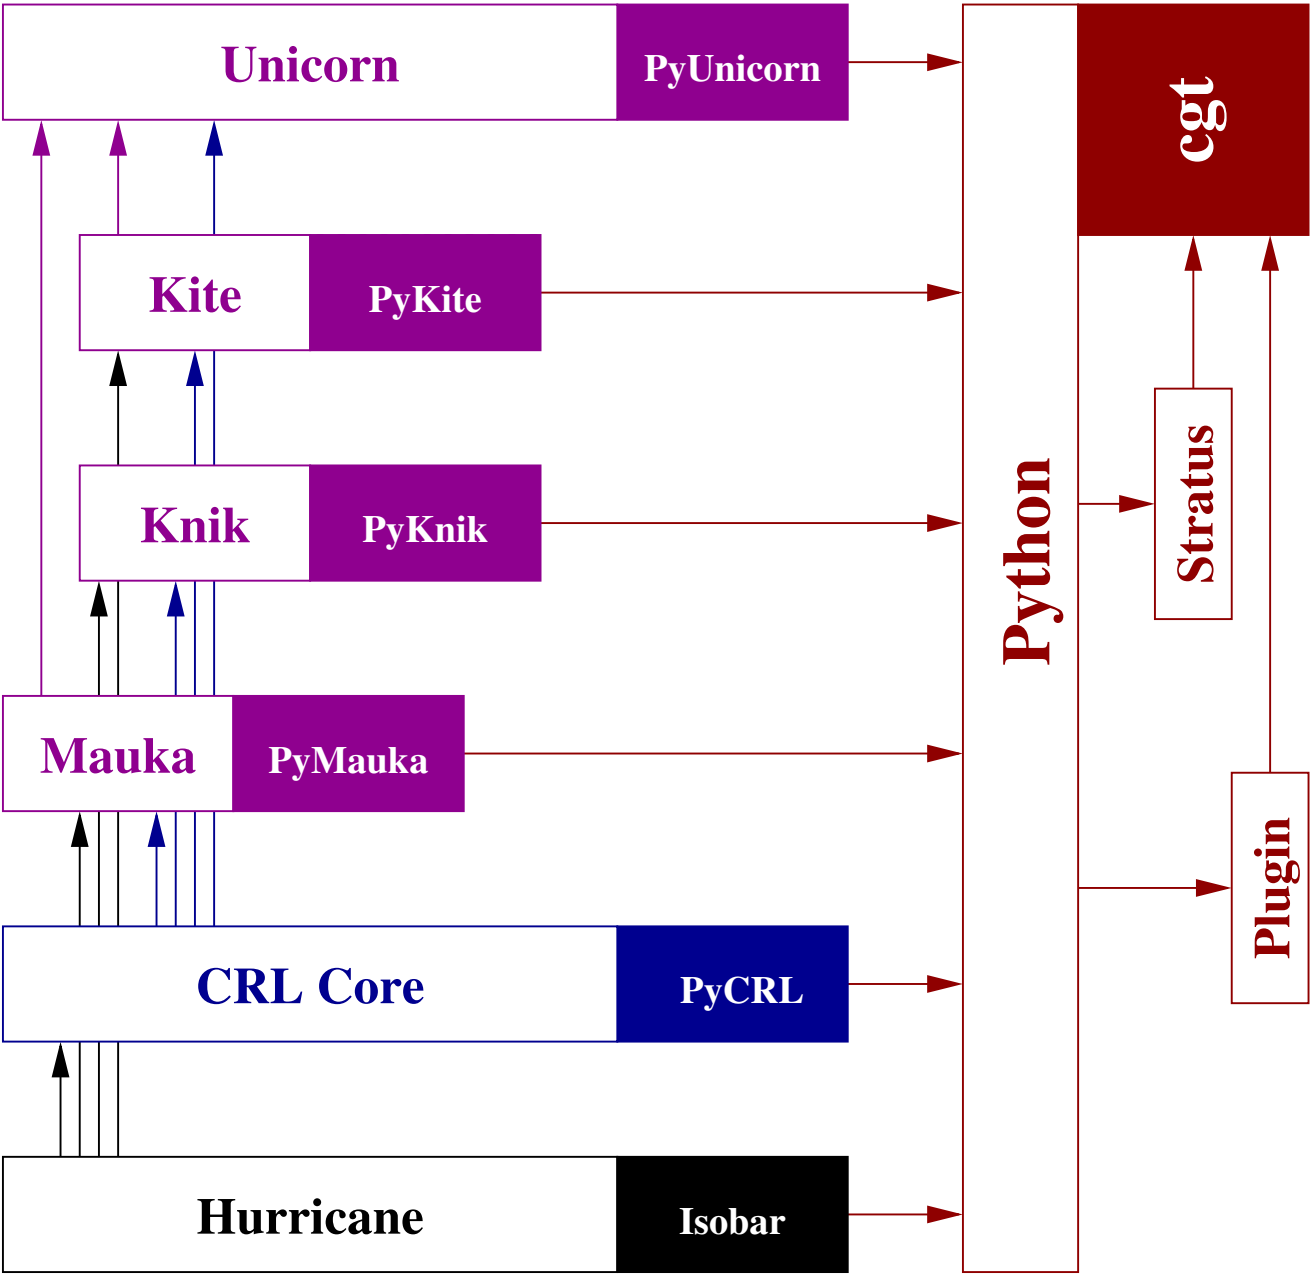 Unicorn
PyUnicorn
cgt
Kite
PyKite
Knik
PyKnik
Python
Stratus
Mauka
PyMauka
Plugin
CRL Core
PyCRL
Hurricane
Isobar